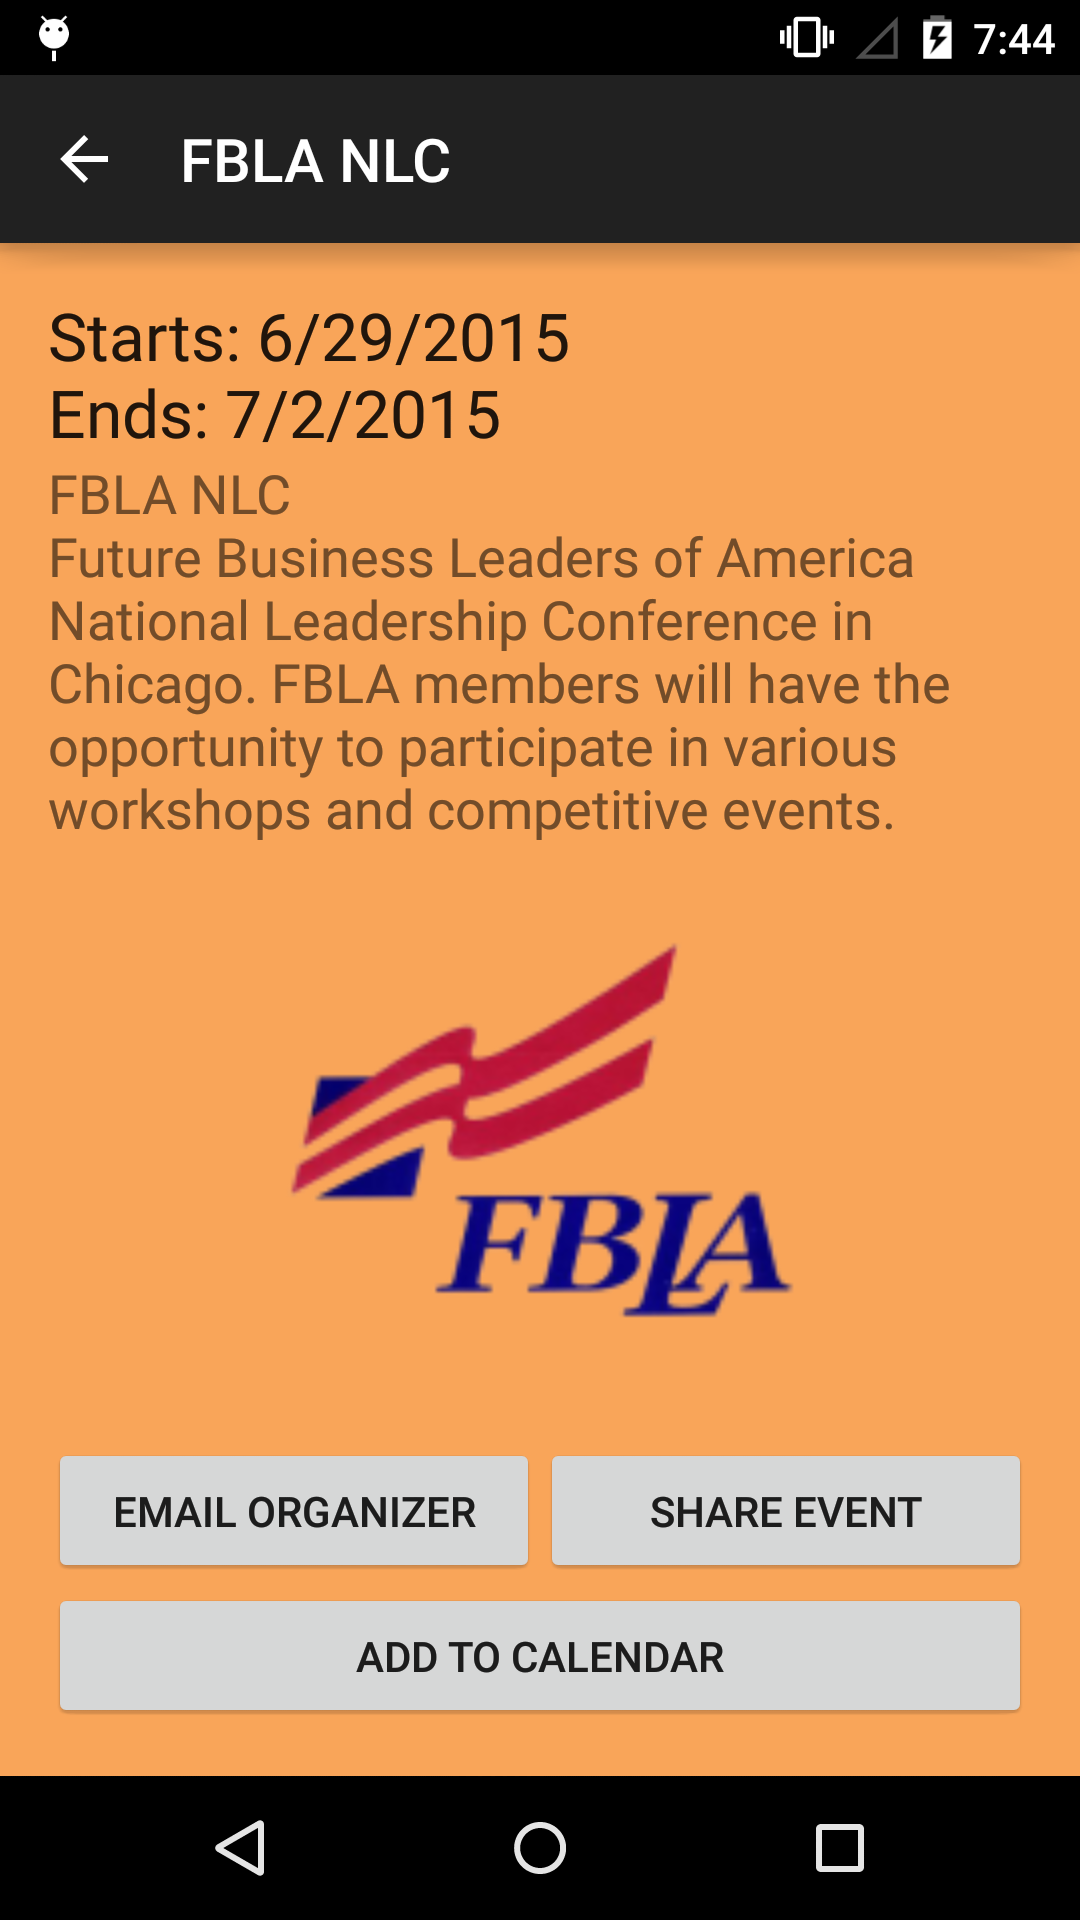 7:44
FBLA NLC
Starts: 6/29/2015
Ends: 7/2/2015
FBLA NLC
Future Business Leaders of America
National Leadership Conference in
Chicago. FBLA members will have the
opportunity to participate in various
workshops and competitive events.
FBLA
EMAIL ORGANIZER
SHARE EVENT
ADD TO CALENDAR